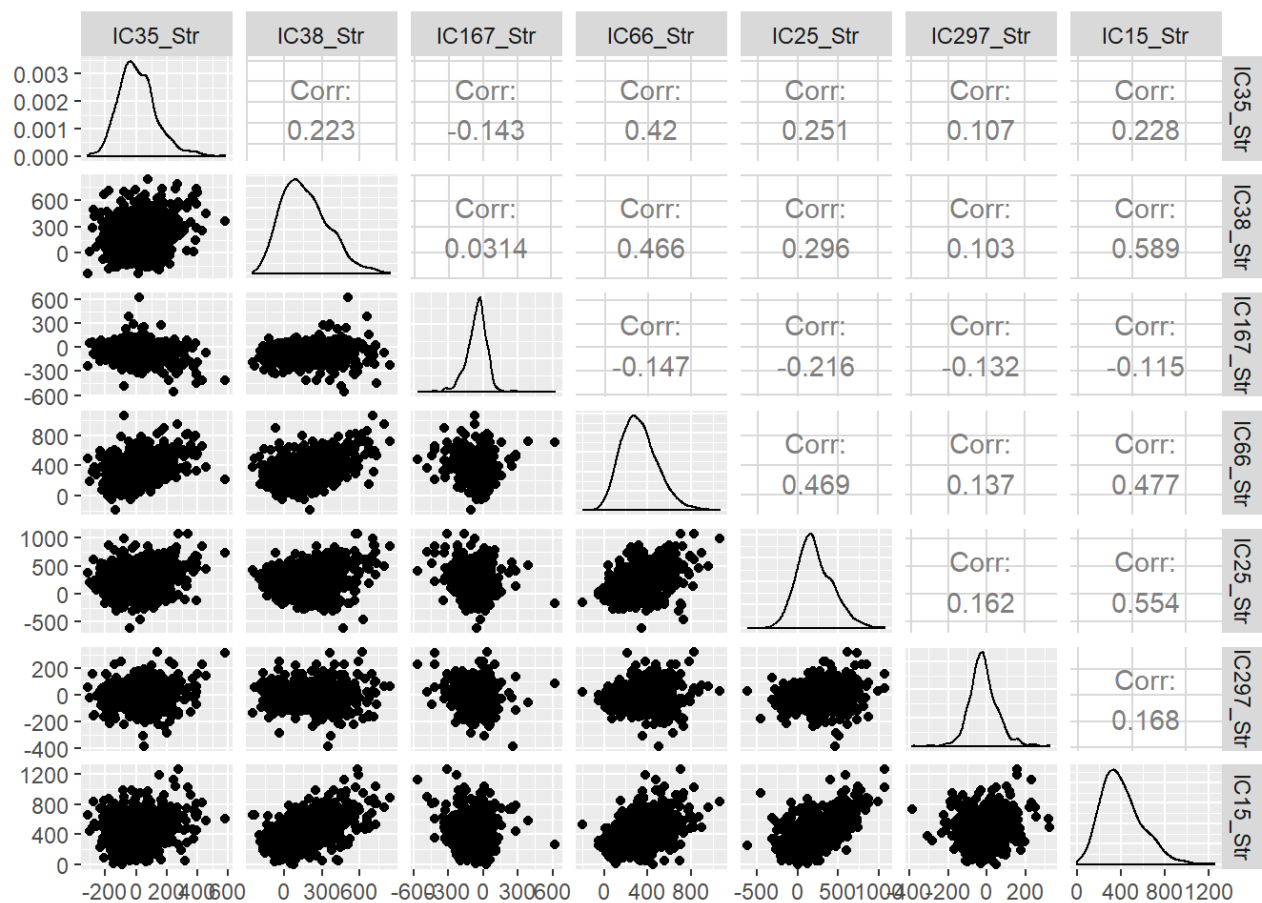 IC35_Str IC38_Str IC167_Str IC66_Str IC25_Str IC297_Str IC15_Str
0.003
0.002
0.001
0.000
Corr: Corr: Corr: Corr: Corr: Corr:
0.223 -0.143 0.42 0.251 0.107 0.228
IC35_Str
600
300
0
Corr: Corr: Corr: Corr: Corr:
0.0314 0.466 0.296 0.103 0.589
IC38_Str
600
300
0
-300
-600
Corr: Corr: Corr: Corr:
-0.147 -0.216 -0.132 -0.115
IC167_Str
800
400
0
Corr: Corr: Corr:
0.469 0.137 0.477
IC66_Str
1000
500
0
-500
Corr: Corr:
0.162 0.554
IC25_Str
200
0
-200
-400
Corr:
0.168
IC297_Str
1200
800
400
0
IC15_Str
-200 0 200 400 600 0 300 600 -600 -300 0 300 600 0 400 800 -500 0 500 1000 -400 -200 0 200 0 400 800 1200